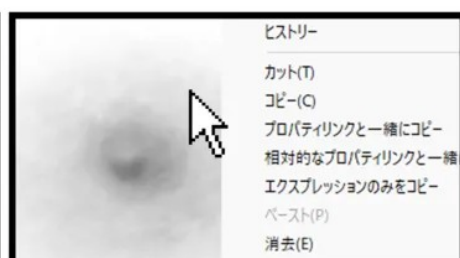 ヒストリー
カット(T)
コピー(C)
プロパティリンクと一緒にコピー
相対的なプロパティリンクと一緒
エクスプレッションのみをコピー
ペースト(P)
消去(E)